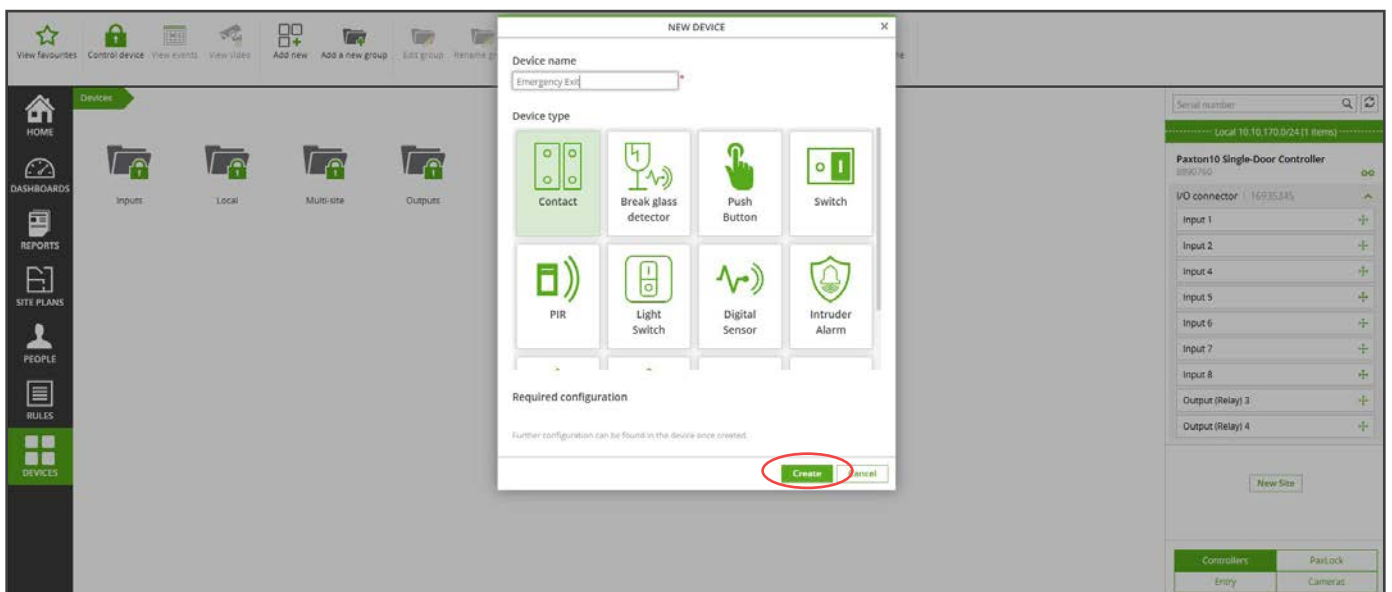 View favourites
Control device
View events
View video
Add new
Add a new group
Edit group
NEW DEVICE
×
Device name
Emergency Exit
*
Device type
Contact
Break glass
detector
Push
Button
Switch
PIR
Light
Switch
Digital
Sensor
Intruder
Alarm
Required configuration
Further configuration can be found in the device once created.
Create
Cancel
HOME
DASHBOARDS
REPORTS
SITE PLANS
PEOPLE
RULES
DEVICES
Devices
Inputs
Local
Multi-site
Outputs
Serial number
Local 10.10.170.0/24 (1 items)
Paxton10 Single-Door Controller
I/O connector | 16935345
Input 1
Input 2
Input 4
Input 5
Input 6
Input 7
Input 8
Output (Relay) 3
Output (Relay) 4
New Site
Controllers
PaxLock
Entry
Cameras